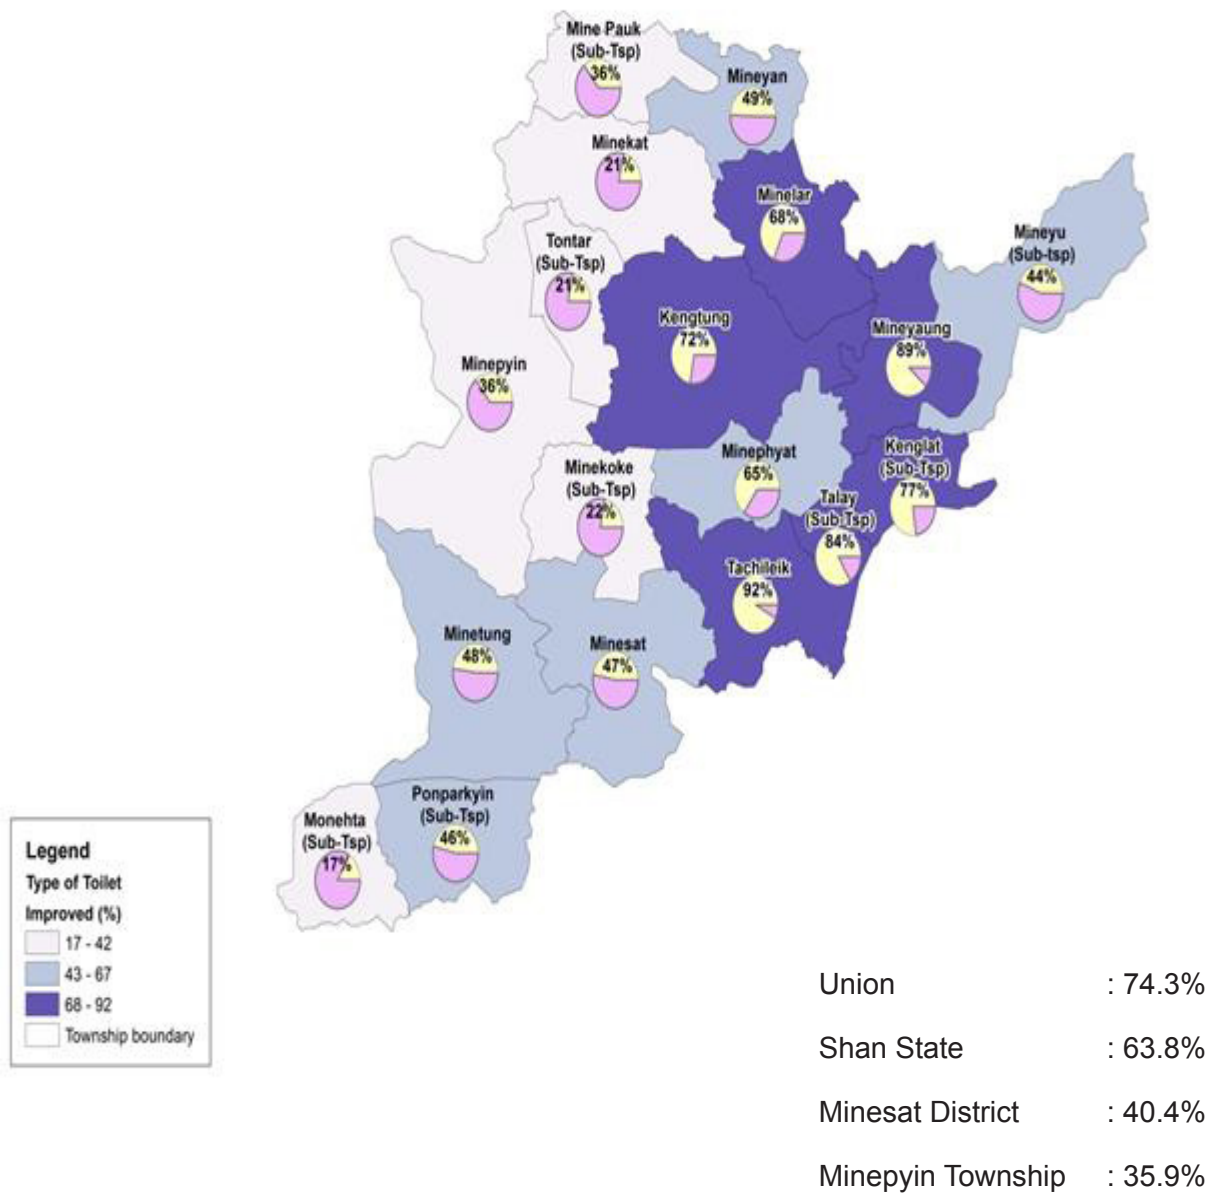 Mine Pauk
(Sub-Tsp)
36%
Mineyan
49%
Minekat
21%
Minelar
68%
Mineyu
(Sub-tsp)
44%
Tontar
(Sub-Tsp)
21%
Kengtung
72%
Mineyaung
89%
Minepyin
36%
Minephyat
65%
Kenglat
(Sub-Tsp)
77%
Minekoke
(Sub-Tsp)
22%
Talay
(Sub-Tsp)
84%
Tachileik
92%
Minetung
48%
Minesat
47%
Ponparkyin
(Sub-Tsp)
46%
Monehta
(Sub-Tsp)
17%
Legend
Type of Toilet
Improved (%)
17 - 42
43 - 67
68 - 92
Township boundary
Union : 74.3%
Shan State : 63.8%
Minesat District : 40.4%
Minepyin Township : 35.9%